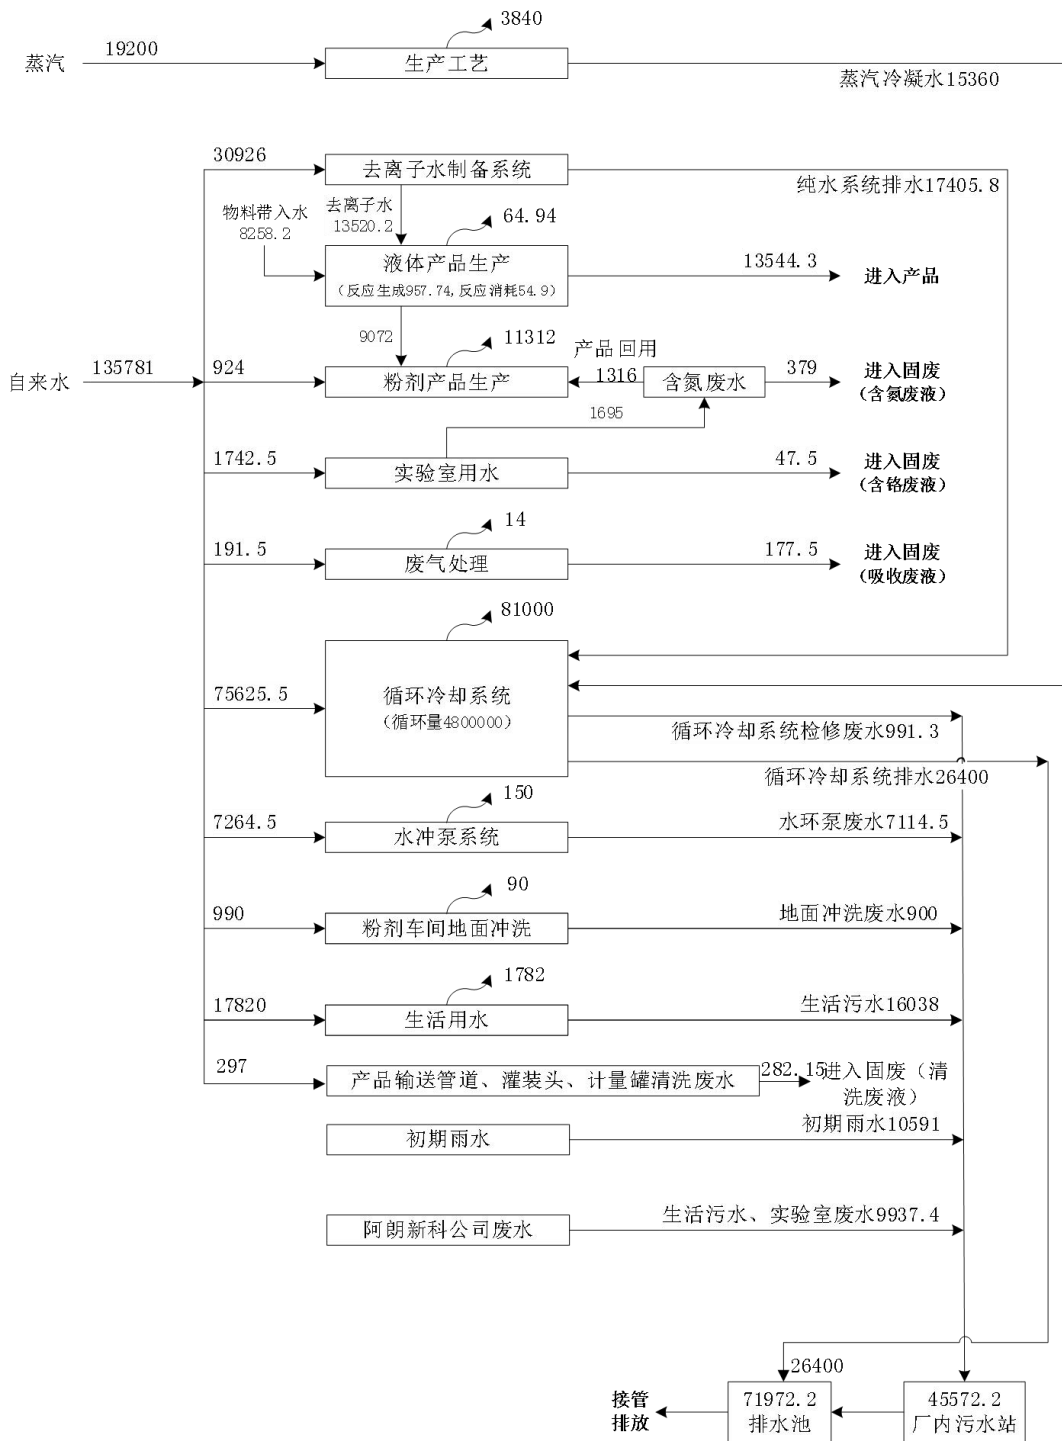 3840
19200
蒸汽
生产工艺
蒸汽冷凝水15360
30926
去离子水制备系统
纯水系统排水17405.8
物料带入水
8258.2
去离子水
13520.2
64.94
液体产品生产
(反应生成957.74,反应消耗54.9)
13544.3
进入产品
9072
11312
产品回用
135781
自来水
924
粉剂产品生产
1316
含氮废水
379
进入固废
(含氮废液)
1695
1742.5
实验室用水
47.5
进入固废
(含铬废液)
14
191.5
废气处理
177.5
进入固废
(吸收废液)
81000
75625.5
循环冷却系统
(循环量4800000)
循环冷却系统检修废水991.3
循环冷却系统排水26400
150
7264.5
水冲泵系统
水环泵废水7114.5
90
990
粉剂车间地面冲洗
地面冲洗废水900
1782
17820
生活用水
生活污水16038
297
产品输送管道、灌装头、计量罐清洗废水
282.15
进入固废（清
洗废液）
初期雨水
初期雨水10591
阿朗新科公司废水
生活污水、实验室废水9937.4
26400
接管
排放
71972.2
排水池
45572.2
厂内污水站